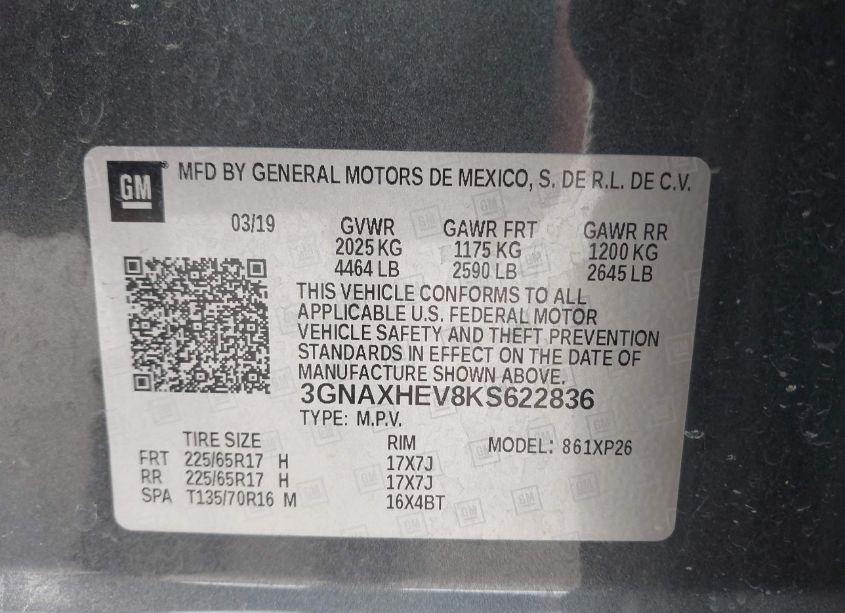 GM MFD BY GENERAL MOTORS DE MEXICO, S. DE R.L. DE C.V.
03/19 GVWR GAWR FRT GAWR RR
2025 KG 1175 KG 1200 KG
4464 LB 2590 LB 2645 LB
THIS VEHICLE CONFORMS TO ALL
APPLICABLE U.S. FEDERAL MOTOR
VEHICLE SAFETY AND THEFT PREVENTION
STANDARDS IN EFFECT ON THE DATE OF
MANUFACTURE SHOWN ABOVE.
3GNAXHEV8KS622836
TYPE: M.P.V.
TIRE SIZE RIM MODEL: 861XP26
FRT 225/65R17 H 17X7J
RR 225/65R17 H 17X7J
SPA T135/70R16 M 16X4BT